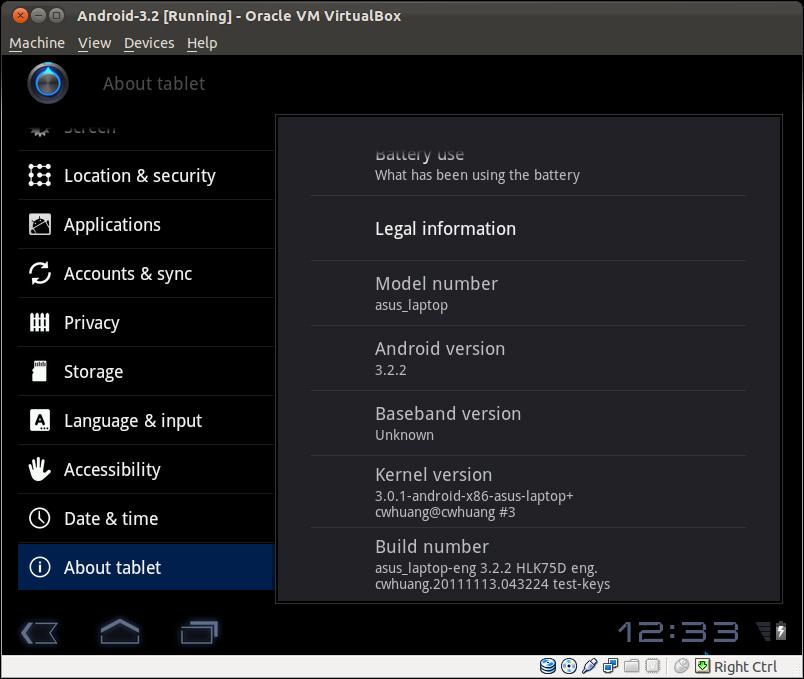 Android-3.2 [Running] - Oracle VM VirtualBox
Machine View Devices Help
About tablet
Screen
Location & security
Applications
Accounts & sync
Privacy
Storage
Language & input
Accessibility
Date & time
About tablet
Battery use
What has been using the battery
Legal information
Model number
asus_laptop
Android version
3.2.2
Baseband version
Unknown
Kernel version
3.0.1-android-x86-asus-laptop+
cwhuang@cwhuang #3
Build number
asus_laptop-eng 3.2.2 HLK75D eng.
cwhuang.20111113.043224 test-keys
12:33
Right Ctrl